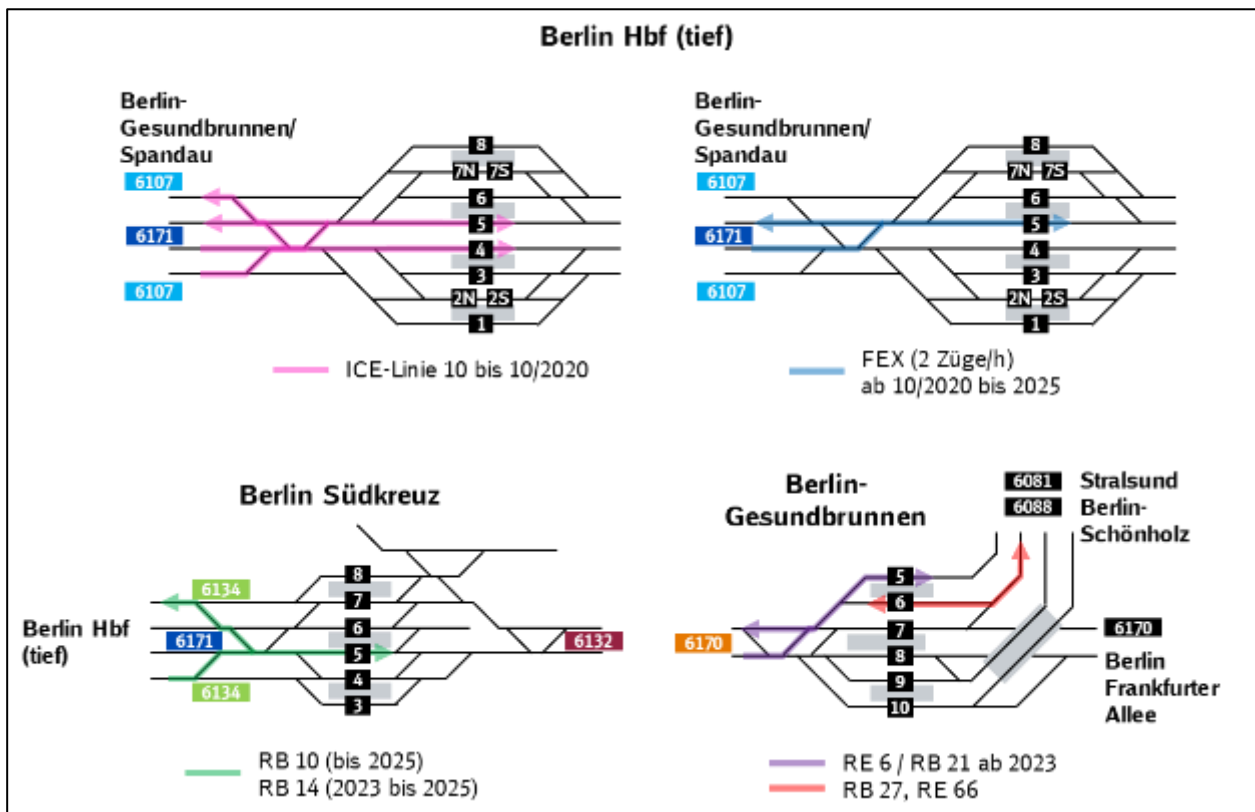 Berlin Hbf (tief)
Berlin-
Gesundbrunnen/
Spandau
6107
6171
6107
8
7N 7S
6
5
4
3
2N 2S
1
ICE-Linie 10 bis 10/2020
Berlin-
Gesundbrunnen/
Spandau
6107
6171
6107
8
7N 7S
6
5
4
3
2N 2S
1
FEX (2 Züge/h)
ab 10/2020 bis 2025
Berlin Südkreuz
Berlin Hbf
(tief)
6134
6171
6134
8
7
6
5
4
3
6132
RB 10 (bis 2025)
RB 14 (2023 bis 2025)
Berlin-
Gesundbrunnen
6081 Stralsund
6088 Berlin-
Schönholz
6170
5
6
7
8
9
10
6170
Berlin
Frankfurter
Allee
RE 6 / RB 21 ab 2023
RB 27, RE 66